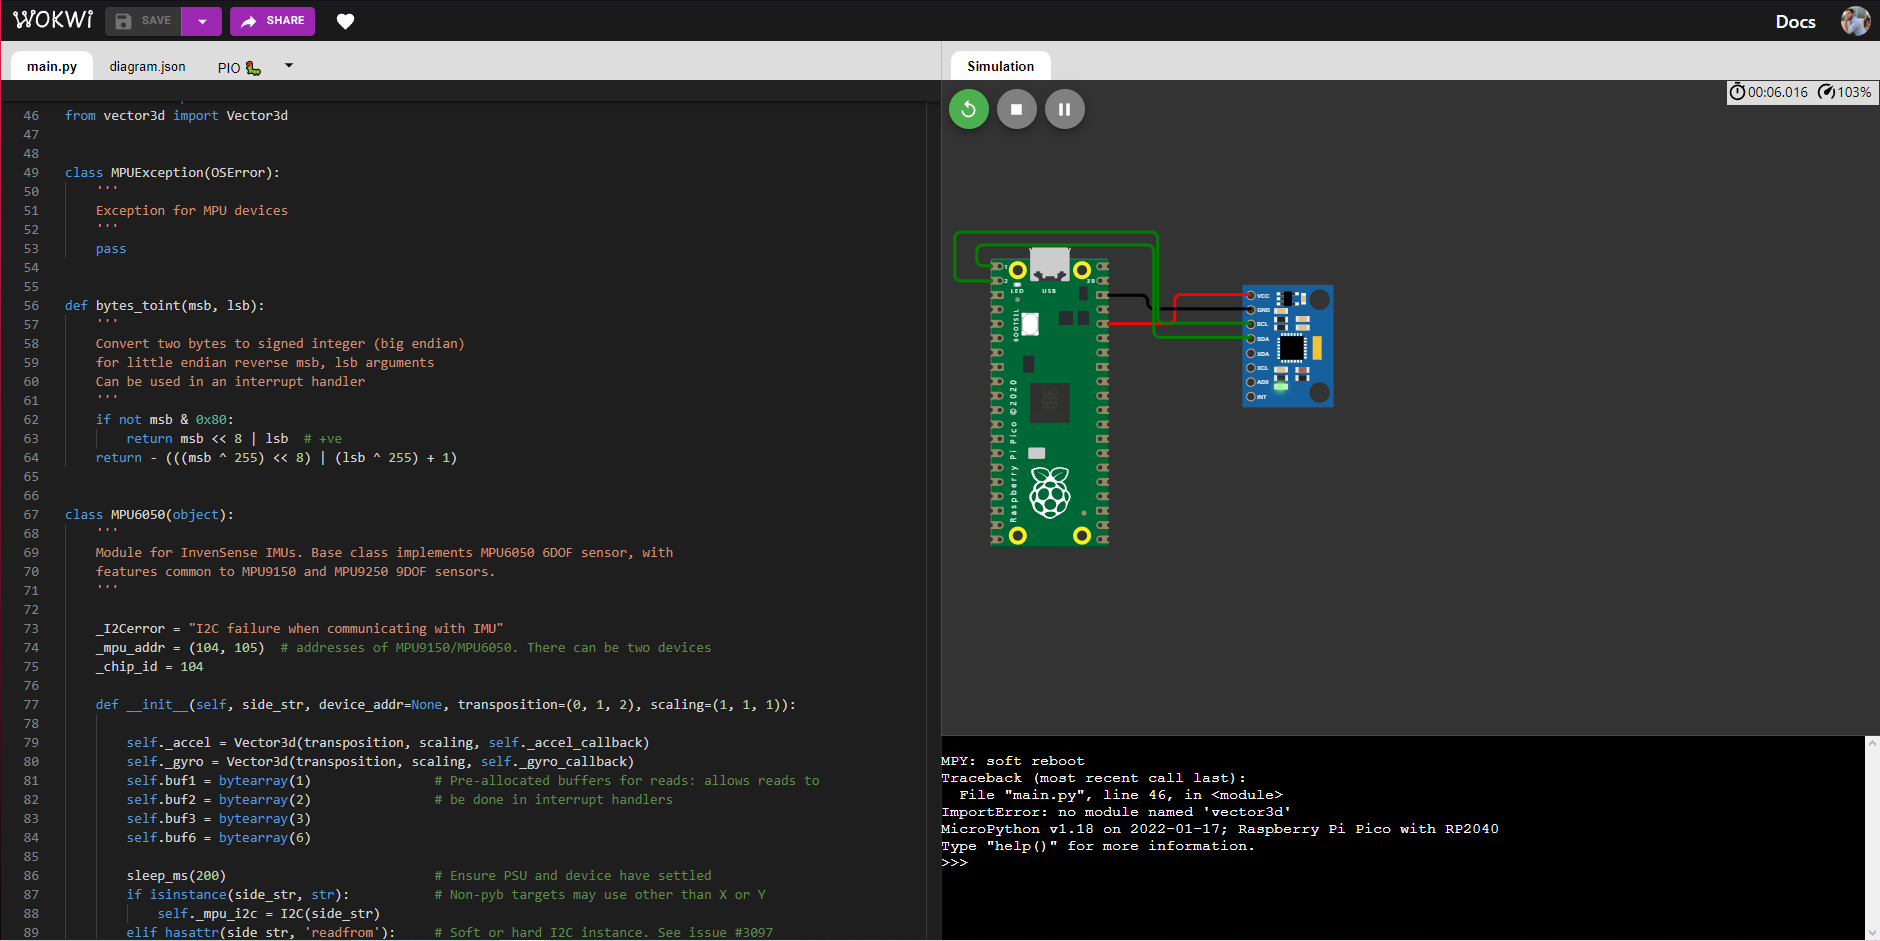 WOKWI SAVE SHARE Docs
main.py diagram.json PIO Simulation
00:06.016 103%
46 from vector3d import Vector3d
47
48
49 class MPUException(OSError):
50 '''
51 Exception for MPU devices
52 '''
53 pass
54
55
56 def bytes_toint(msb, lsb):
57 '''
58 Convert two bytes to signed integer (big endian)
59 for little endian reverse msb, lsb arguments
60 Can be used in an interrupt handler
61 '''
62 if not msb & 0x80:
63 return msb << 8 | lsb # +ve
64 return - (((msb ^ 255) << 8) | (lsb ^ 255) + 1)
65
66
67 class MPU6050(object):
68 '''
69 Module for InvenSense IMUs. Base class implements MPU6050 6DOF sensor, with
70 features common to MPU9150 and MPU9250 9DOF sensors.
71 '''
72
73 _I2Cerror = "I2C failure when communicating with IMU"
74 _mpu_addr = (104, 105) # addresses of MPU9150/MPU6050. There can be two devices
75 _chip_id = 104
76
77 def __init__(self, side_str, device_addr=None, transposition=(0, 1, 2), scaling=(1, 1, 1)):
78
79 self._accel = Vector3d(transposition, scaling, self._accel_callback)
80 self._gyro = Vector3d(transposition, scaling, self._gyro_callback)
81 self.buf1 = bytearray(1) # Pre-allocated buffers for reads: allows reads to
82 self.buf2 = bytearray(2) # be done in interrupt handlers
83 self.buf3 = bytearray(3)
84 self.buf6 = bytearray(6)
85
86 sleep_ms(200) # Ensure PSU and device have settled
87 if isinstance(side_str, str): # Non-pyb targets may use other than X or Y
88 self._mpu_i2c = I2C(side_str)
89 elif hasattr(side_str, 'readfrom'): # Soft or hard I2C instance. See issue #3097
1
2
39
LED USB
BOOTSEL
Raspberry Pi Pico ©2020
VCC
GND
SCL
SDA
XDA
XCL
AD0
INT
MPY: soft reboot
Traceback (most recent call last):
File "main.py", line 46, in <module>
ImportError: no module named 'vector3d'
MicroPython v1.18 on 2022-01-17; Raspberry Pi Pico with RP2040
Type "help()" for more information.
>>>